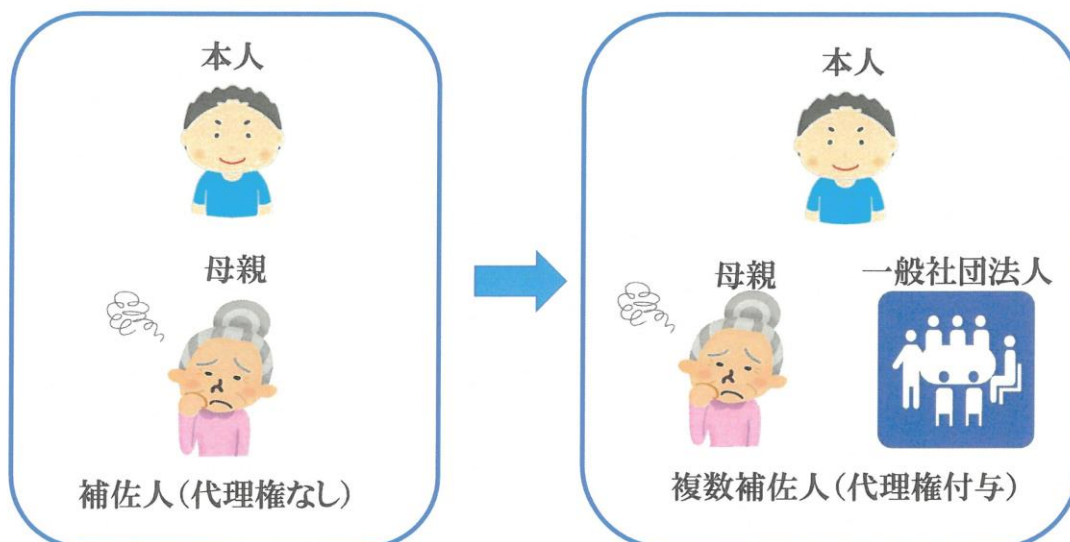 本人
母親
補佐人(代理権なし)
本人
母親
一般社団法人
複数補佐人(代理権付与)